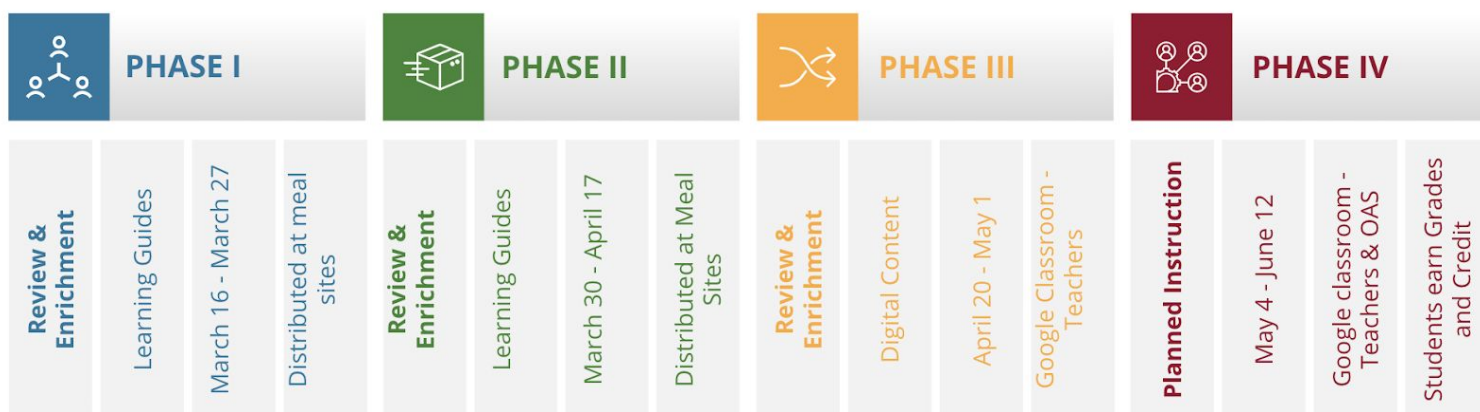 PHASE I
Review &
Enrichment
Learning Guides
March 16 - March 27
Distributed at meal
sites
PHASE II
Review &
Enrichment
Learning Guides
March 30 - April 17
Distributed at Meal
Sites
PHASE III
Review &
Enrichment
Digital Content
April 20 - May 1
Google Classroom -
Teachers
PHASE IV
Planned Instruction
May 4 - June 12
Google classroom -
Teachers & OAS
Students earn Grades
and Credit